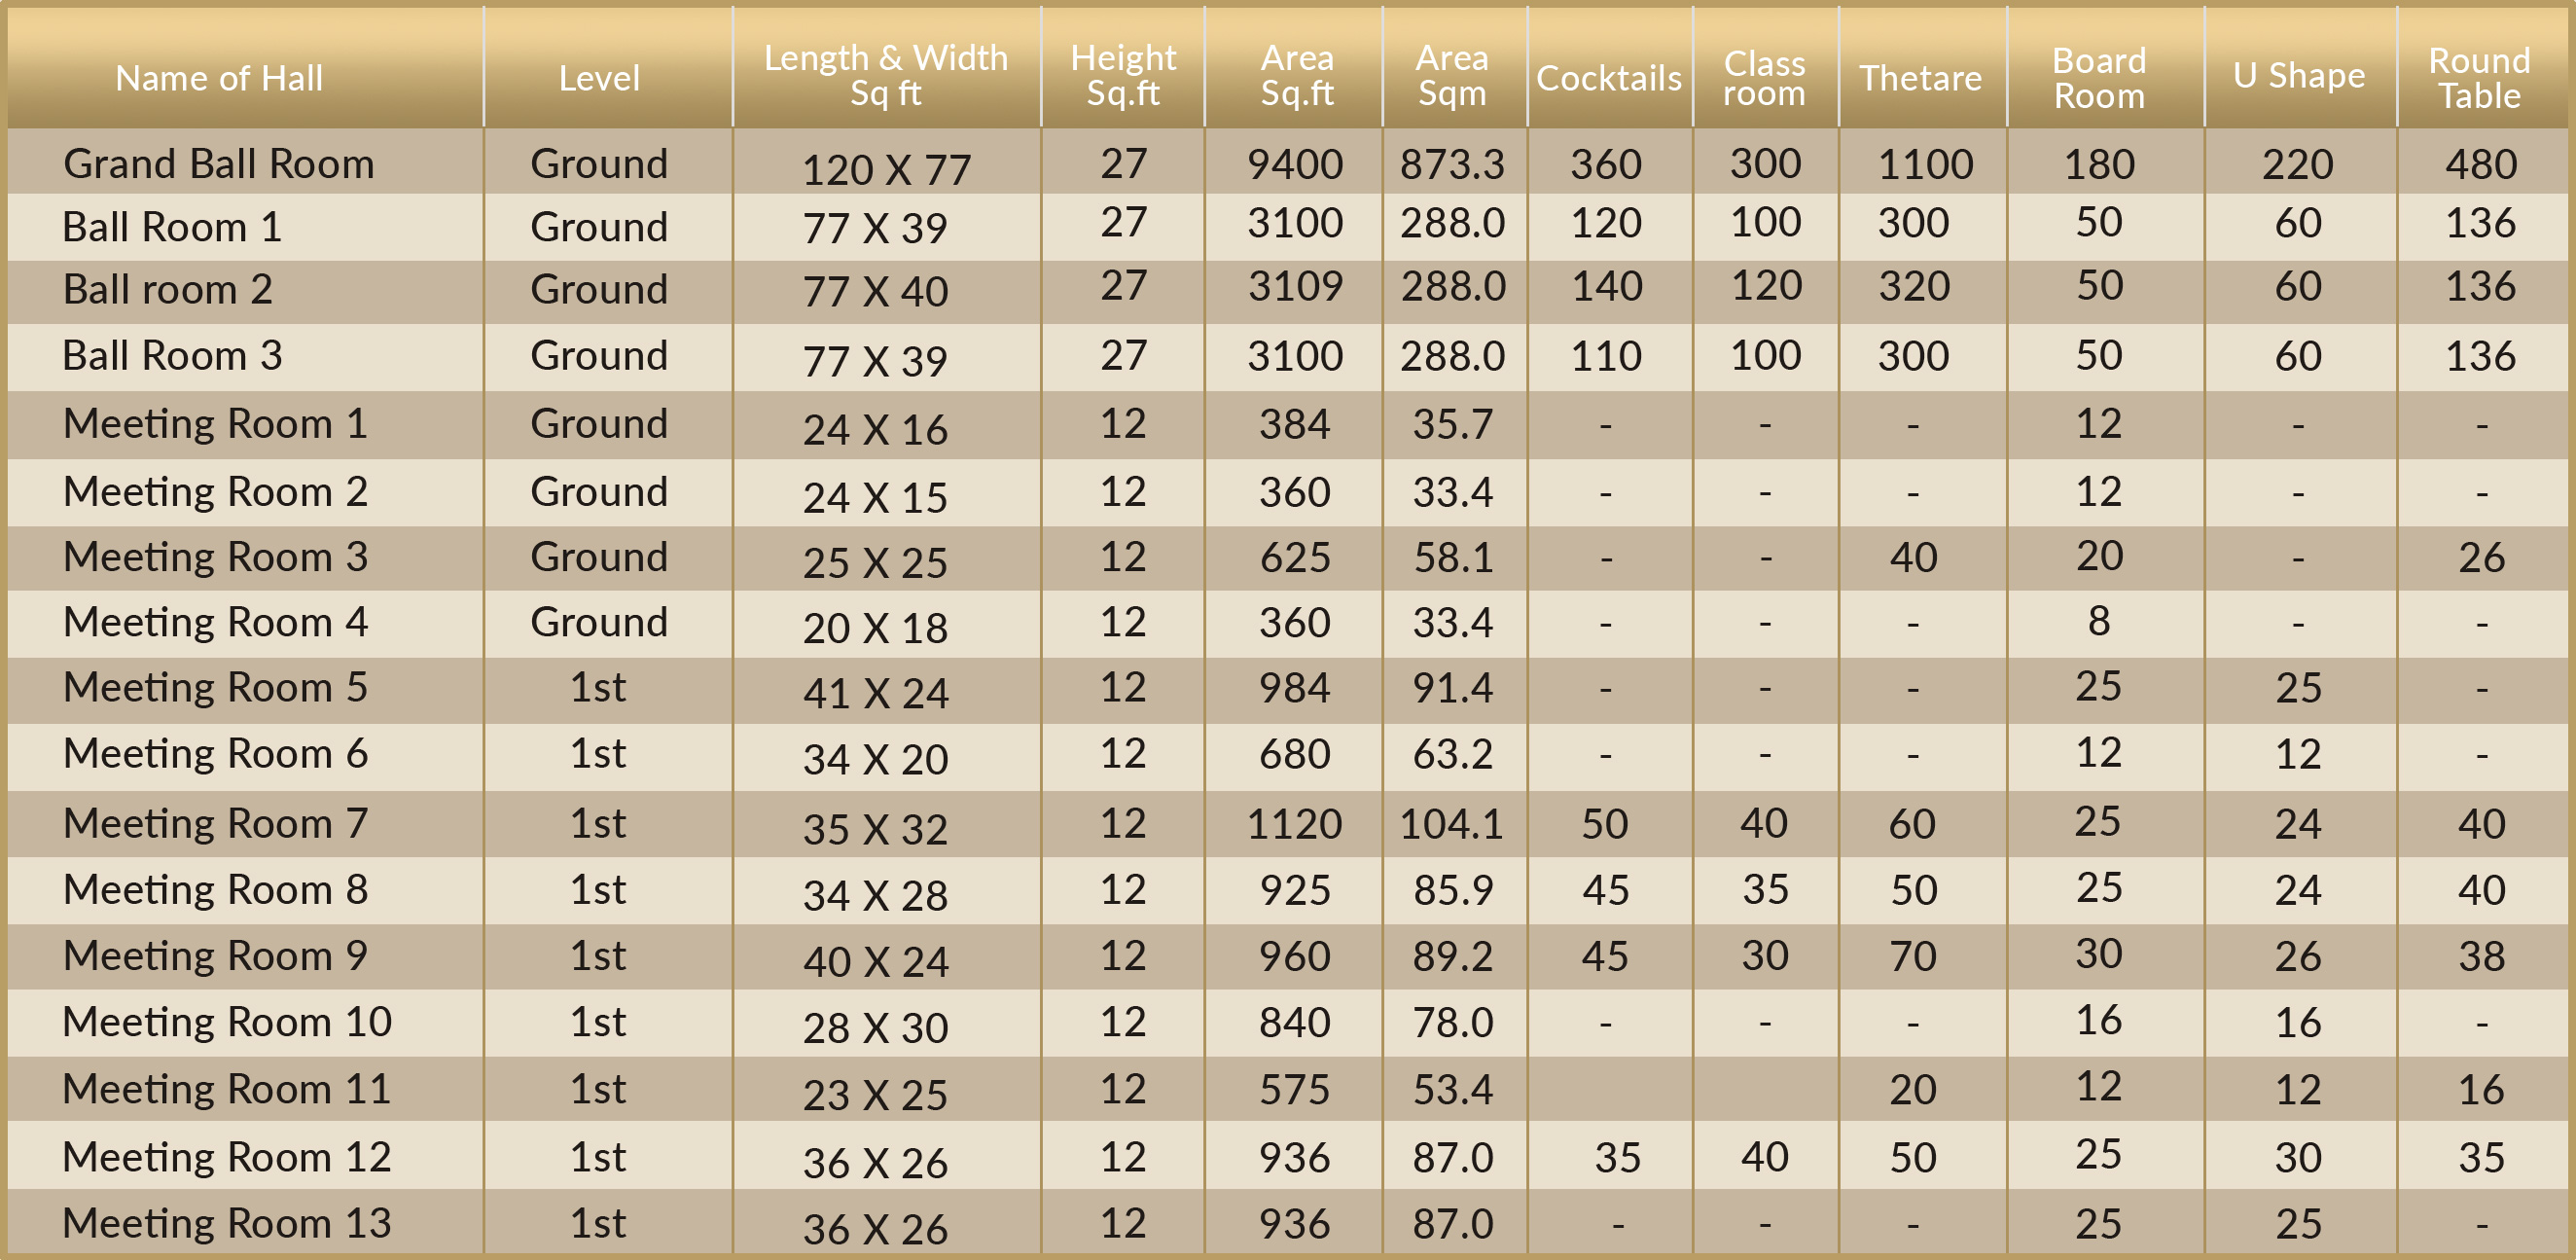 Name of Hall Level Length & Width Sq ft Height Sq.ft Area Sq.ft Area Sqm Cocktails Class room Thetare Board Room U Shape Round Table
Grand Ball Room Ground 120 X 77 27 9400 873.3 360 300 1100 180 220 480
Ball Room 1 Ground 77 X 39 27 3100 288.0 120 100 300 50 60 136
Ball room 2 Ground 77 X 40 27 3109 288.0 140 120 320 50 60 136
Ball Room 3 Ground 77 X 39 27 3100 288.0 110 100 300 50 60 136
Meeting Room 1 Ground 24 X 16 12 384 35.7 - - - 12 - -
Meeting Room 2 Ground 24 X 15 12 360 33.4 - - - 12 - -
Meeting Room 3 Ground 25 X 25 12 625 58.1 - - 40 20 - 26
Meeting Room 4 Ground 20 X 18 12 360 33.4 - - - 8 - -
Meeting Room 5 1st 41 X 24 12 984 91.4 - - - 25 25 -
Meeting Room 6 1st 34 X 20 12 680 63.2 - - - 12 12 -
Meeting Room 7 1st 35 X 32 12 1120 104.1 50 40 60 25 24 40
Meeting Room 8 1st 34 X 28 12 925 85.9 45 35 50 25 24 40
Meeting Room 9 1st 40 X 24 12 960 89.2 45 30 70 30 26 38
Meeting Room 10 1st 28 X 30 12 840 78.0 - - - 16 16 -
Meeting Room 11 1st 23 X 25 12 575 53.4 20 12 12 16
Meeting Room 12 1st 36 X 26 12 936 87.0 35 40 50 25 30 35
Meeting Room 13 1st 36 X 26 12 936 87.0 - - - 25 25 -